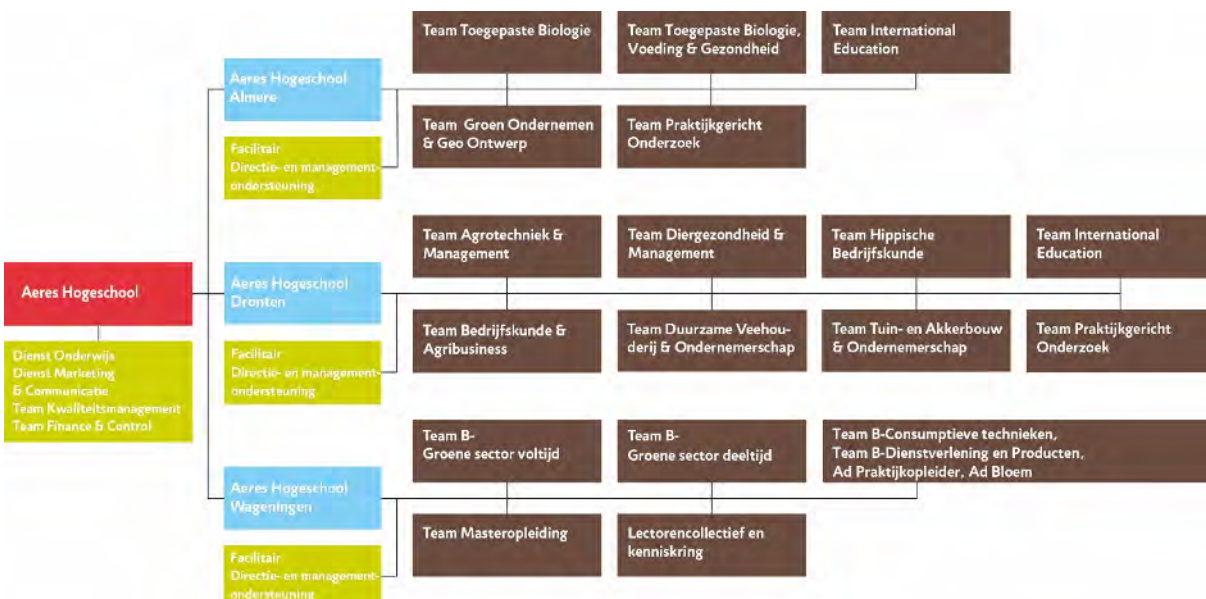 Team Toegepaste Biologie
Team Toegepaste Biologie,
Voeding & Gezondheid
Team International
Education
Aeres Hogeschool
Almere
Team Groen Ondernemen
& Geo Ontwerp
Team Praktijkgericht
Onderzoek
Facilitair
Directie- en management-
ondersteuning
Team Agrotechniek &
Management
Team Diergezondheid &
Management
Team Hippische
Bedrijfskunde
Team International
Education
Aeres Hogeschool
Aeres Hogeschool
Dronten
Team Bedrijfskunde &
Agribusiness
Team Duurzame Veehou-
derij & Ondernemerschap
Team Tuin- en Akkerbouw
& Ondernemerschap
Team Praktijkgericht
Onderzoek
Dienst Onderwijs
Dienst Marketing
& Communicatie
Team Kwaliteitsmanagement
Team Finance & Control
Facilitair
Directie- en management-
ondersteuning
Team B-
Groene sector voltijd
Team B-
Groene sector deeltijd
Team B-Consumptieve technieken,
Team B-Dienstverlening en Producten,
Ad Praktijkopleider, Ad Bloem
Aeres Hogeschool
Wageningen
Team Masteropleiding
Lectorencollectief en
kenniskring
Facilitair
Directie- en management-
ondersteuning